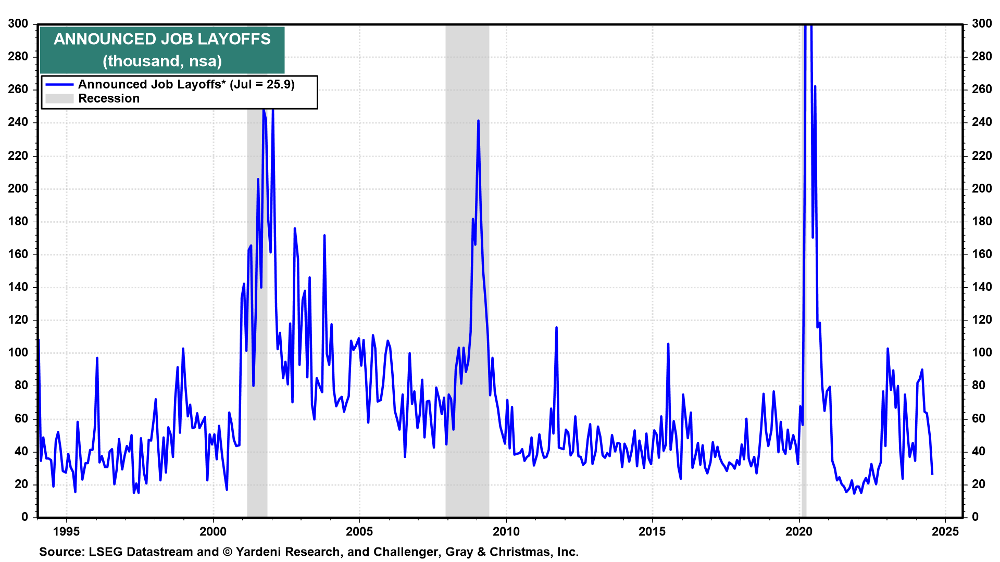 ANNOUNCED JOB LAYOFFS
(thousand, nsa)
Announced Job Layoffs* (Jul = 25.9)
Recession
300 300
280 280
260 260
240 240
220 220
200 200
180 180
160 160
140 140
120 120
100 100
80 80
60 60
40 40
20 20
0 0
1995 2000 2005 2010 2015 2020 2025
Source: LSEG Datastream and © Yardeni Research, and Challenger, Gray & Christmas, Inc.